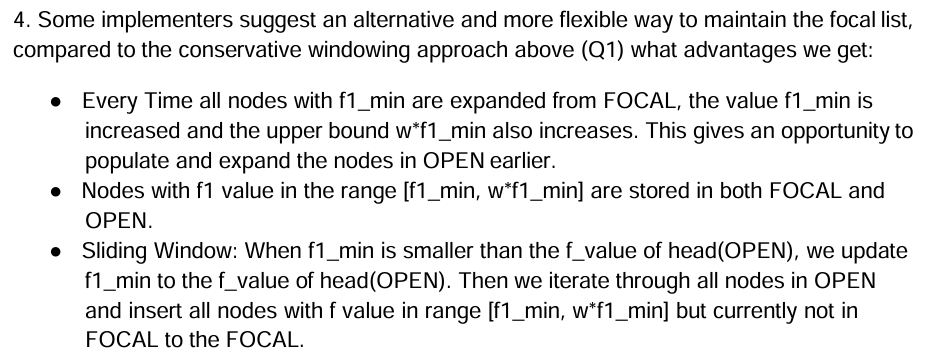 4. Some implementers suggest an alternative and more flexible way to maintain the focal list,
compared to the conservative windowing approach above (Q1) what advantages we get:
● Every Time all nodes with f1_min are expanded from FOCAL, the value f1_min is
increased and the upper bound w*f1_min also increases. This gives an opportunity to
populate and expand the nodes in OPEN earlier.
● Nodes with f1 value in the range [f1_min, w*f1_min] are stored in both FOCAL and
OPEN.
● Sliding Window: When f1_min is smaller than the f_value of head(OPEN), we update
f1_min to the f_value of head(OPEN). Then we iterate through all nodes in OPEN
and insert all nodes with f value in range [f1_min, w*f1_min] but currently not in
FOCAL to the FOCAL.